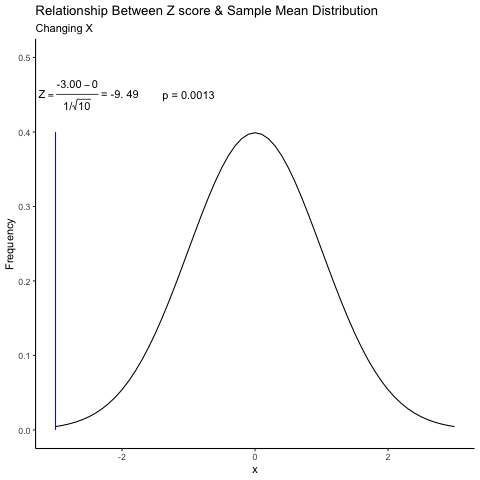 Relationship Between Z score & Sample Mean Distribution
Changing X
0.5
Z = -3.00 – 0 / 1/√10 = -9. 49 p = 0.0013
0.4
0.3
Frequency
0.2
0.1
0.0
-2 0 2
x